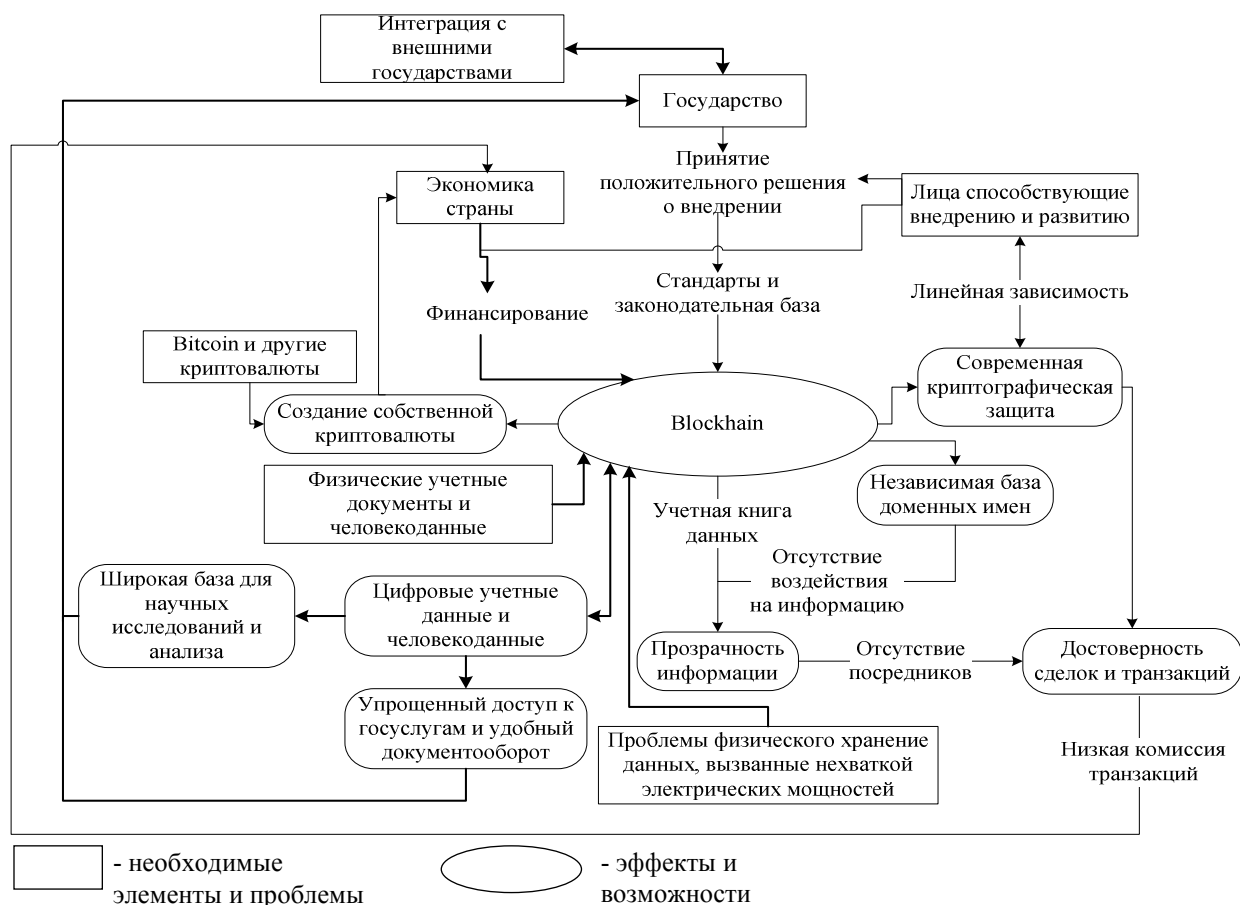 Интеграция с
внешними
государствами
Государство
Принятие
положительного решения
о внедрении
Экономика
страны
Лица способствующие
внедрению и развитию
Стандарты и
законодательная база
Линейная зависимость
Финансирование
Bitcoin и другие
криптовалюты
Современная
криптографическая
защита
Создание собственной
криптовалюты
Blockhain
Физические учетные
документы и
человекоданные
Независимая база
доменных имен
Учетная книга
данных
Отсутствие
воздействия
на информацию
Широкая база для
научных
исследований и
анализа
Цифровые учетные
данные и
человекоданные
Прозрачность
информации
Отсутствие
посредников
Достоверность
сделок и транзакций
Упрощенный доступ к
госуслугам и удобный
документооборот
Проблемы физического хранение
данных, вызванные нехваткой
электрических мощностей
Низкая комиссия
транзакций
- необходимые
элементы и проблемы
- эффекты и
возможности